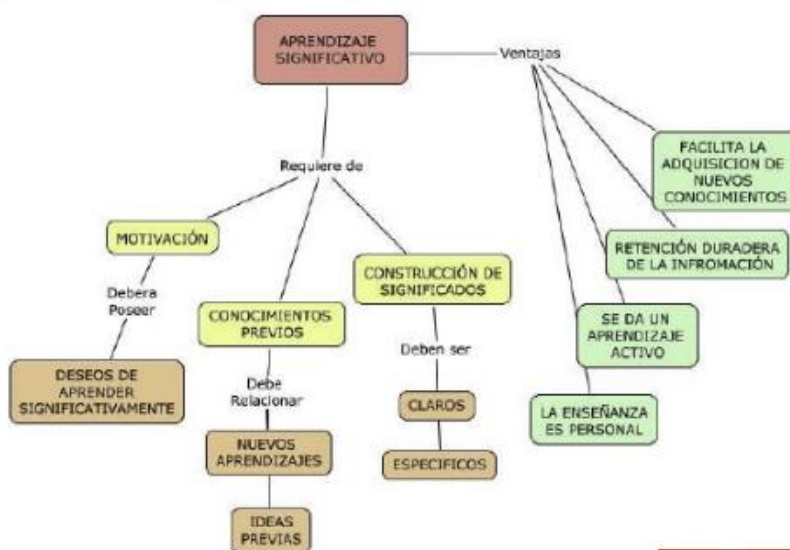 APRENDIZAJE
SIGNIFICATIVO
Ventajas
Requiere de
MOTIVACIÓN
Debera
Poseer
DESEOS DE
APRENDER
SIGNIFICATIVAMENTE
CONOCIMIENTOS
PREVIOS
Debe
Relacionar
NUEVOS
APRENDIZAJES
IDEAS
PREVIAS
CONSTRUCCIÓN DE
SIGNIFICADOS
Deben ser
CLAROS
ESPECIFICOS
FACILITA LA
ADQUISICION DE
NUEVOS
CONOCIMIENTOS
RETENCIÓN DURADERA
DE LA INFROMACIÓN
SE DA UN
APRENDIZAJE
ACTIVO
LA ENSEÑANZA
ES PERSONAL